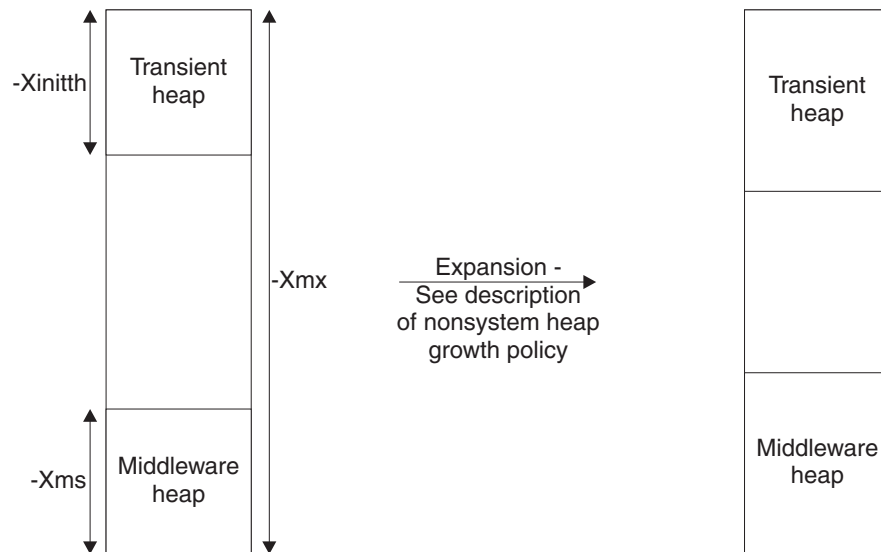 -Xinitth
Transient
heap
-Xmx
-Xms
Middleware
heap
Expansion -
See description
of nonsystem heap
growth policy
Transient
heap
Middleware
heap